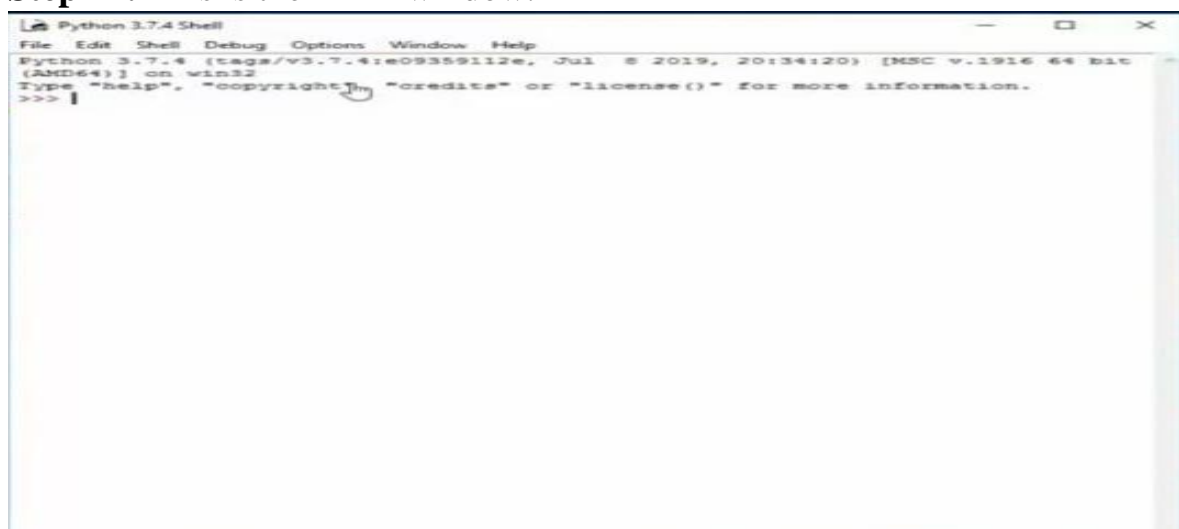 Python 3.7.4 Shell
File Edit Shell Debug Options Window Help
Python 3.7.4 (tags/v3.7.4:e09359112e, Jul 8 2019, 20:34:20) [MSC v.1916 64 bit
(AMD64)] on win32
Type "help", "copyright", "credits" or "license()" for more information.
>>>